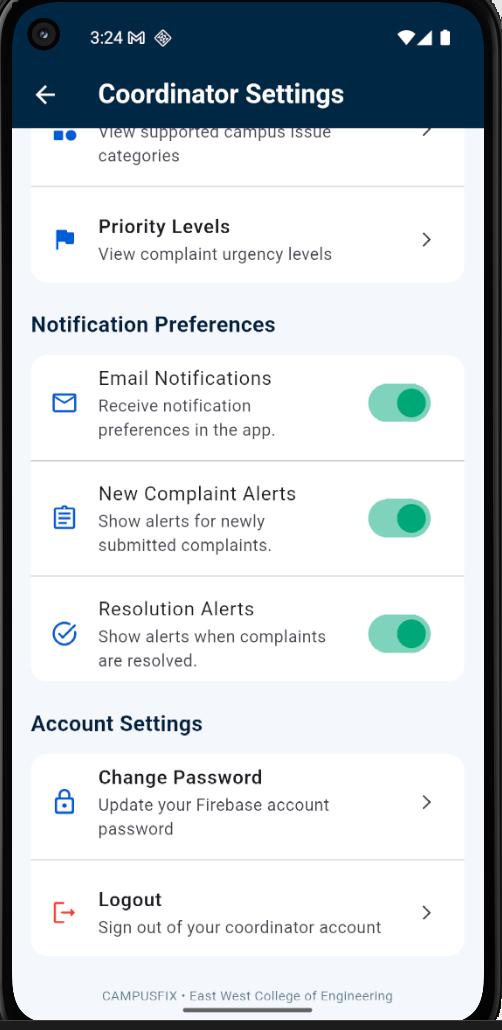 3:24
Coordinator Settings
View supported campus issue
categories
Priority Levels
View complaint urgency levels
Notification Preferences
Email Notifications
Receive notification
preferences in the app.
New Complaint Alerts
Show alerts for newly
submitted complaints.
Resolution Alerts
Show alerts when complaints
are resolved.
Account Settings
Change Password
Update your Firebase account
password
Logout
Sign out of your coordinator account
CAMPUSFIX • East West College of Engineering